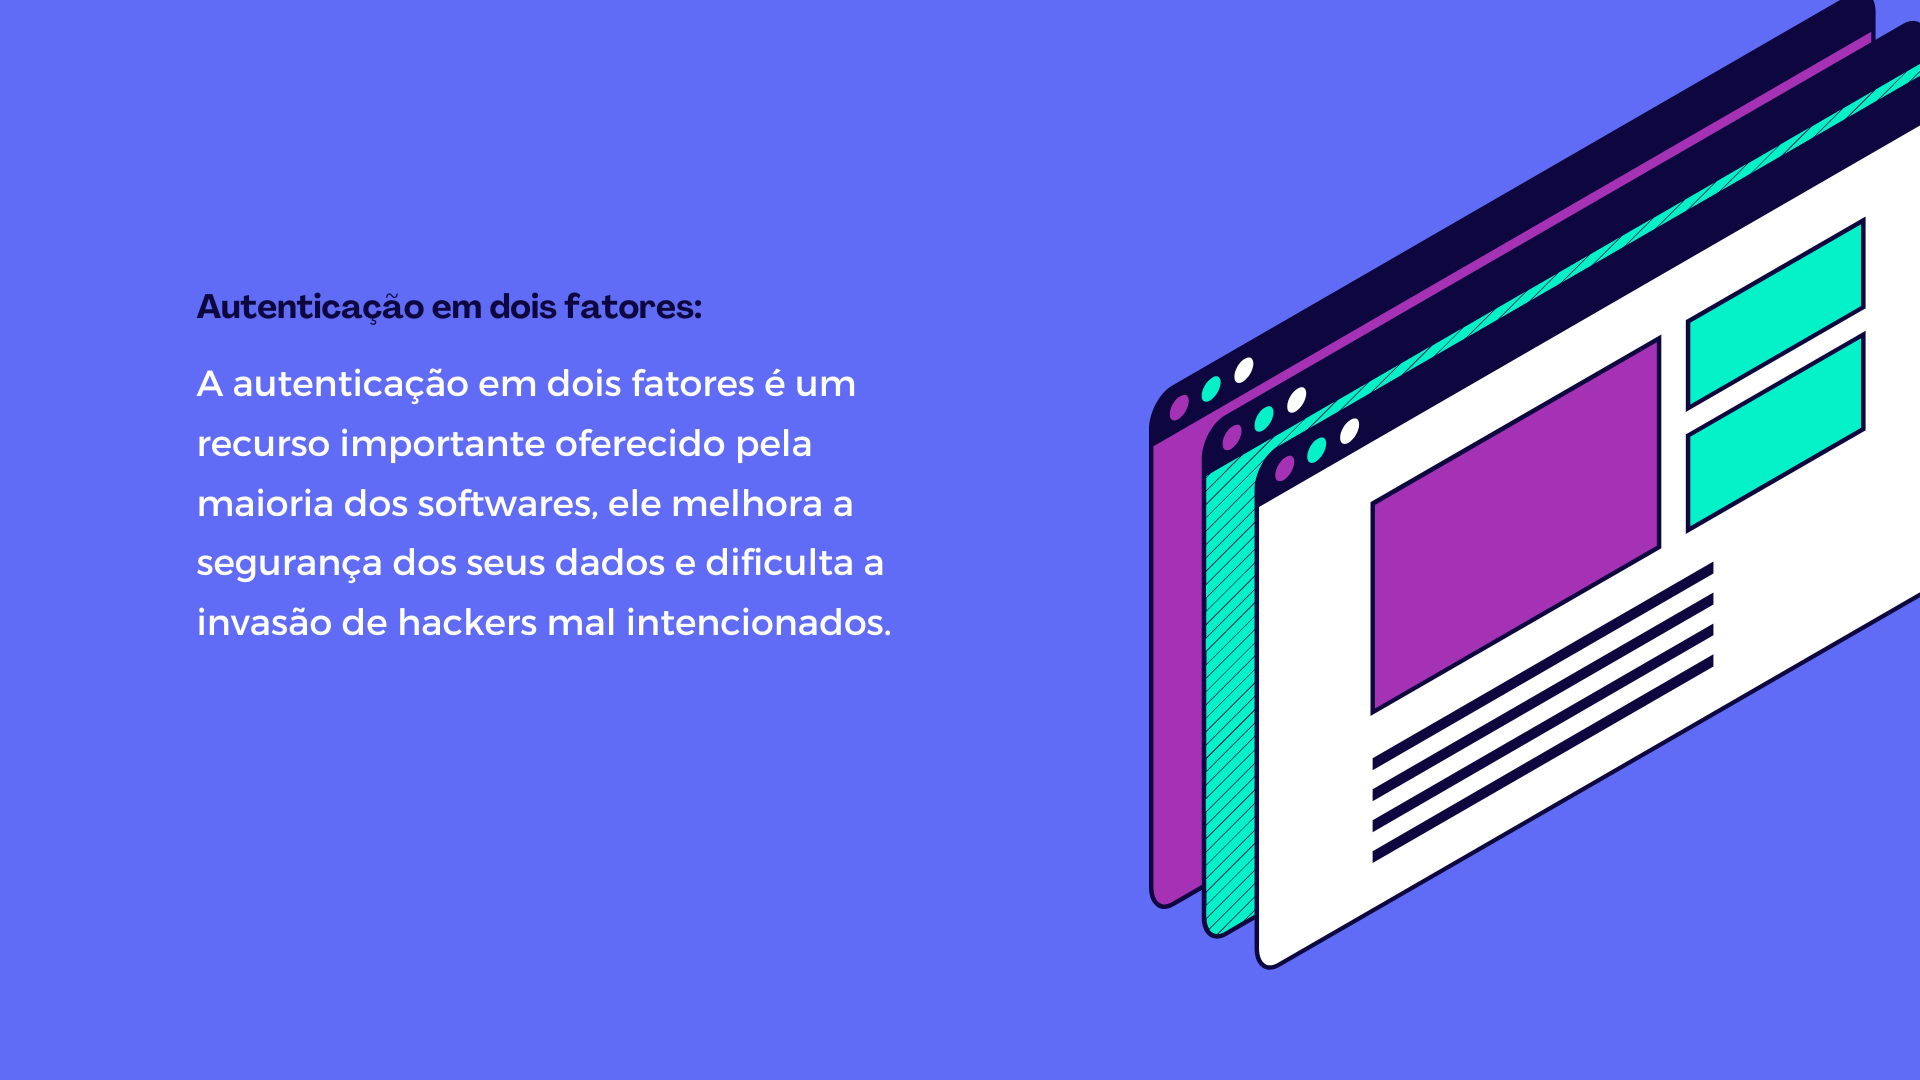 Autenticação em dois fatores:
A autenticação em dois fatores é um
recurso importante oferecido pela
maioria dos softwares, ele melhora a
segurança dos seus dados e dificulta a
invasão de hackers mal intencionados.